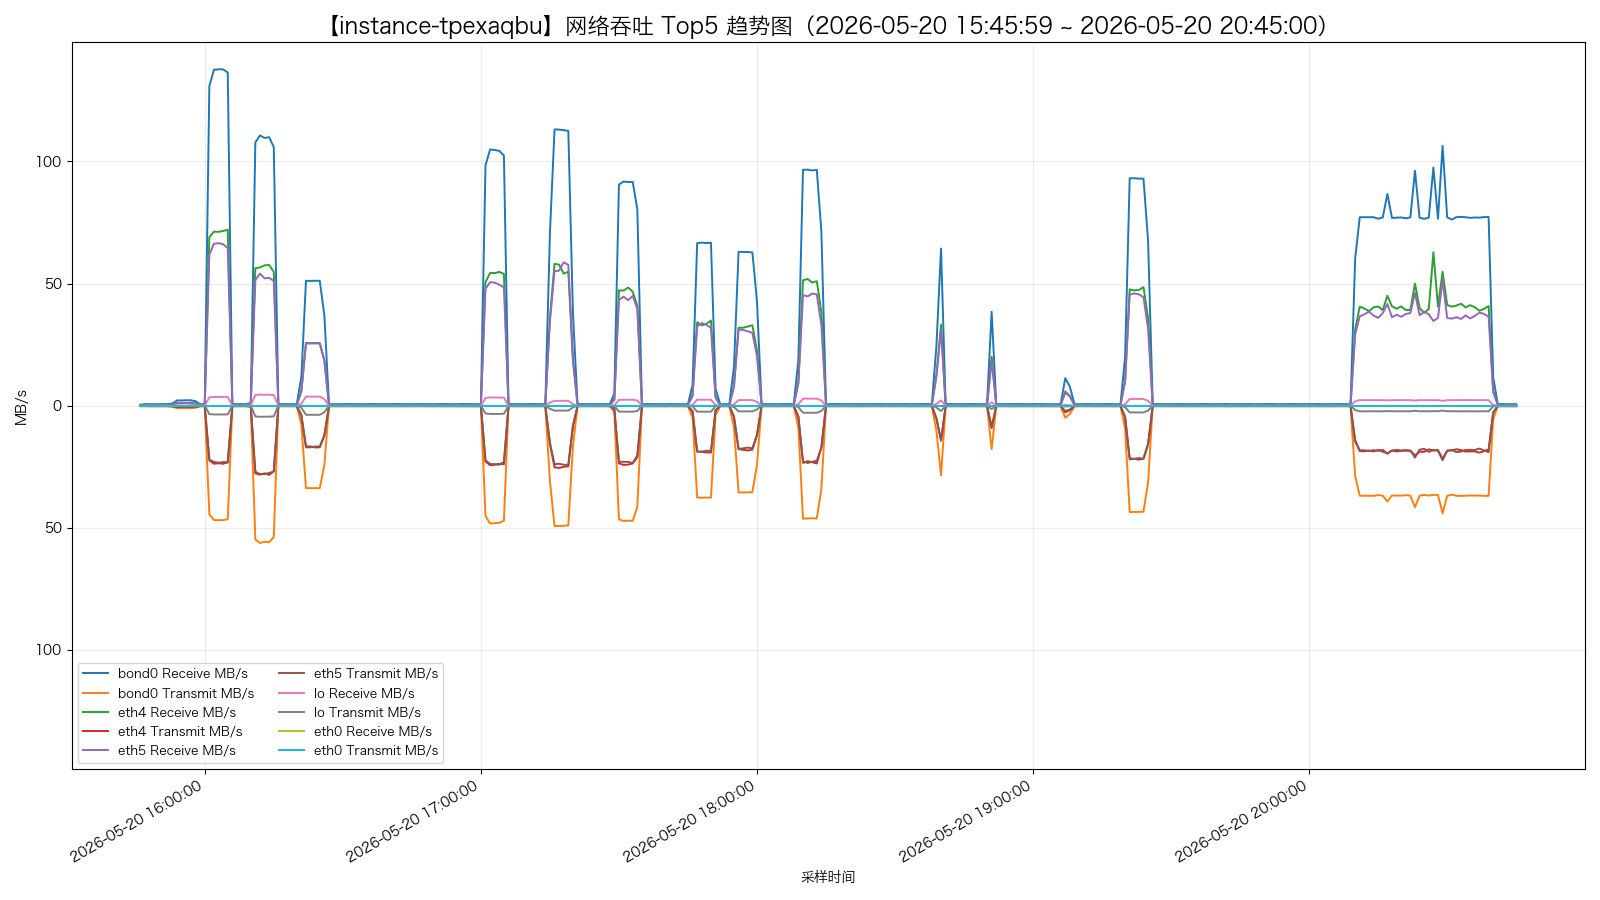 【instance-tpexaqbu】网络吞吐 Top5 趋势图（2026-05-20 15:45:59 ~ 2026-05-20 20:45:00）
MB/s
100
50
0
50
100
bond0 Receive MB/s
bond0 Transmit MB/s
eth4 Receive MB/s
eth4 Transmit MB/s
eth5 Receive MB/s
eth5 Transmit MB/s
lo Receive MB/s
lo Transmit MB/s
eth0 Receive MB/s
eth0 Transmit MB/s
2026-05-20 16:00:00
2026-05-20 17:00:00
2026-05-20 18:00:00
2026-05-20 19:00:00
2026-05-20 20:00:00
采样时间